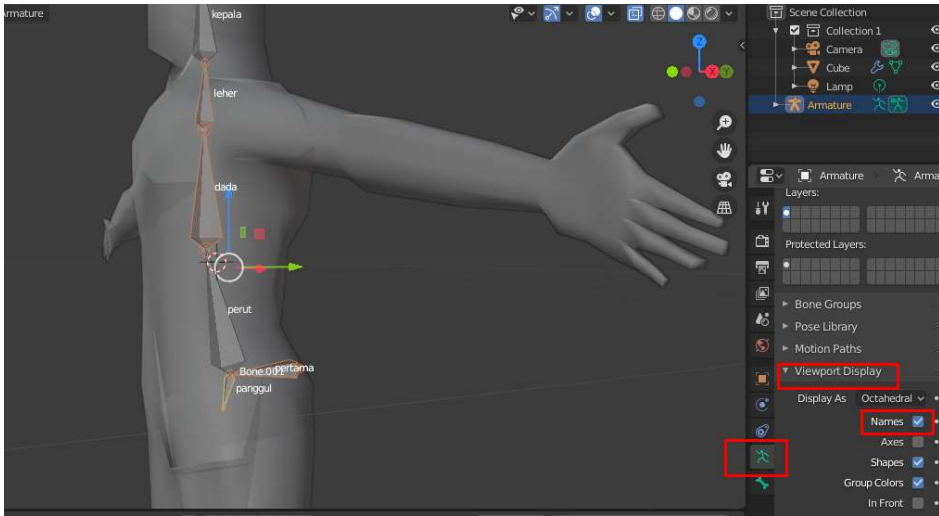 Armature
kepala
leher
dada
perut
Bone.001
pertama
panggul
Z
X
Y
Scene Collection
Collection 1
Camera
Cube
Lamp
Armature
Armature
Arma
Layers:
Protected Layers:
Bone Groups
Pose Library
Motion Paths
Viewport Display
Display As Octahedral
Names
Axes
Shapes
Group Colors
In Front